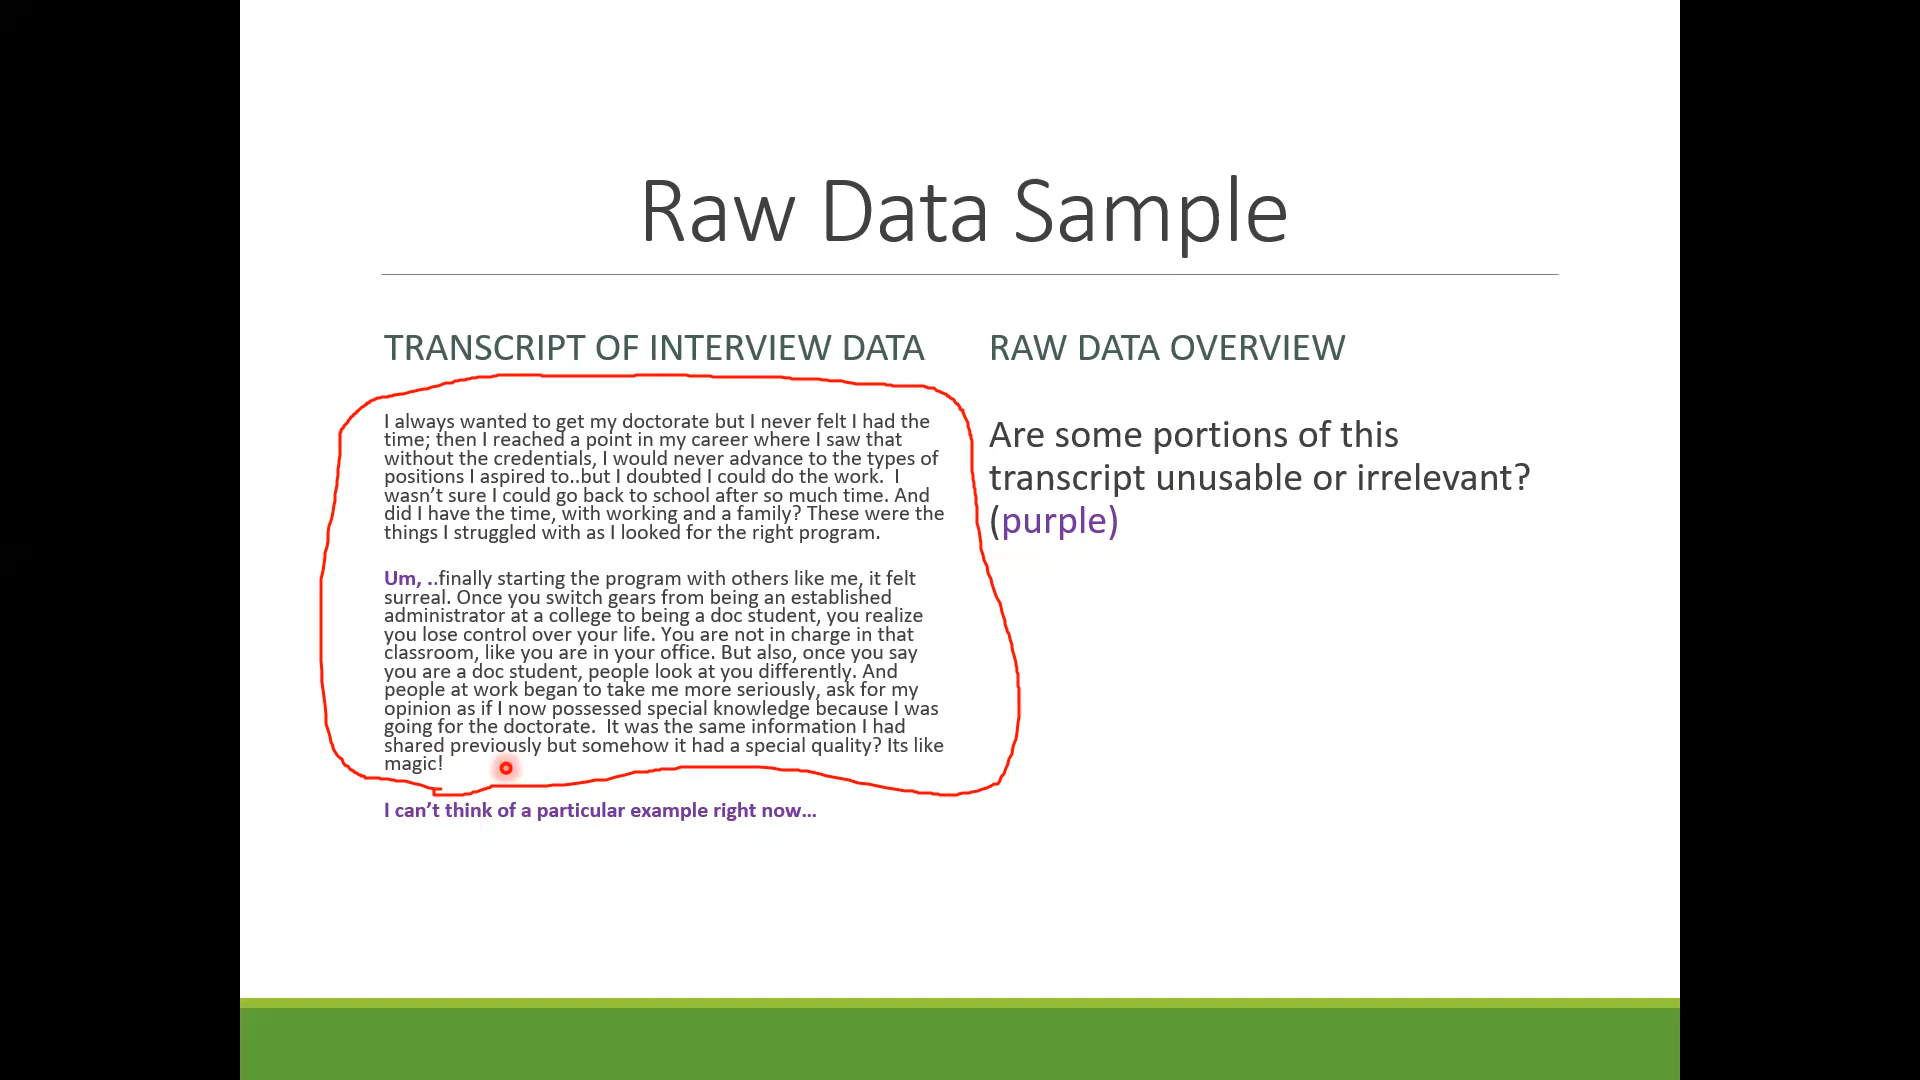 Raw Data Sample
TRANSCRIPT OF INTERVIEW DATA
I always wanted to get my doctorate but I never felt I had the
time; then I reached a point in my career where I saw that
without the credentials, I would never advance to the types of
positions I aspired to..but I doubted I could do the work.  I
wasn’t sure I could go back to school after so much time. And
did I have the time, with working and a family? These were the
things I struggled with as I looked for the right program.
Um, ..finally starting the program with others like me, it felt
surreal. Once you switch gears from being an established
administrator at a college to being a doc student, you realize
you lose control over your life. You are not in charge in that
classroom, like you are in your office. But also, once you say
you are a doc student, people look at you differently. And
people at work began to take me more seriously, ask for my
opinion as if I now possessed special knowledge because I was
going for the doctorate.  It was the same information I had
shared previously but somehow it had a special quality? Its like
magic!
I can’t think of a particular example right now…
RAW DATA OVERVIEW
Are some portions of this
transcript unusable or irrelevant?
(purple)